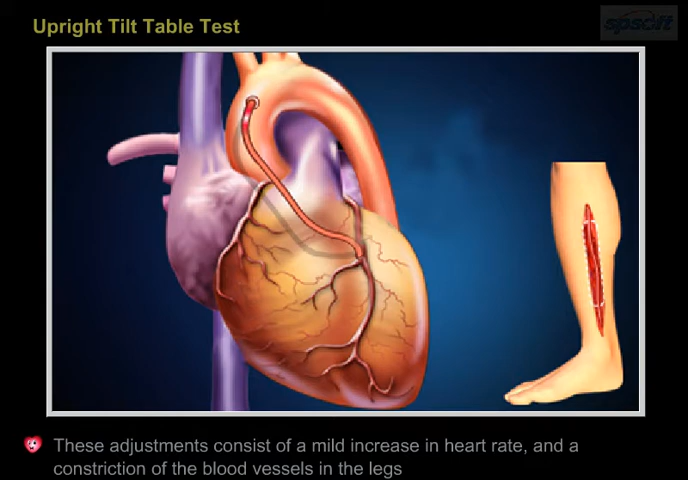 Upright Tilt Table Test
spsoft
These adjustments consist of a mild increase in heart rate, and a
constriction of the blood vessels in the legs